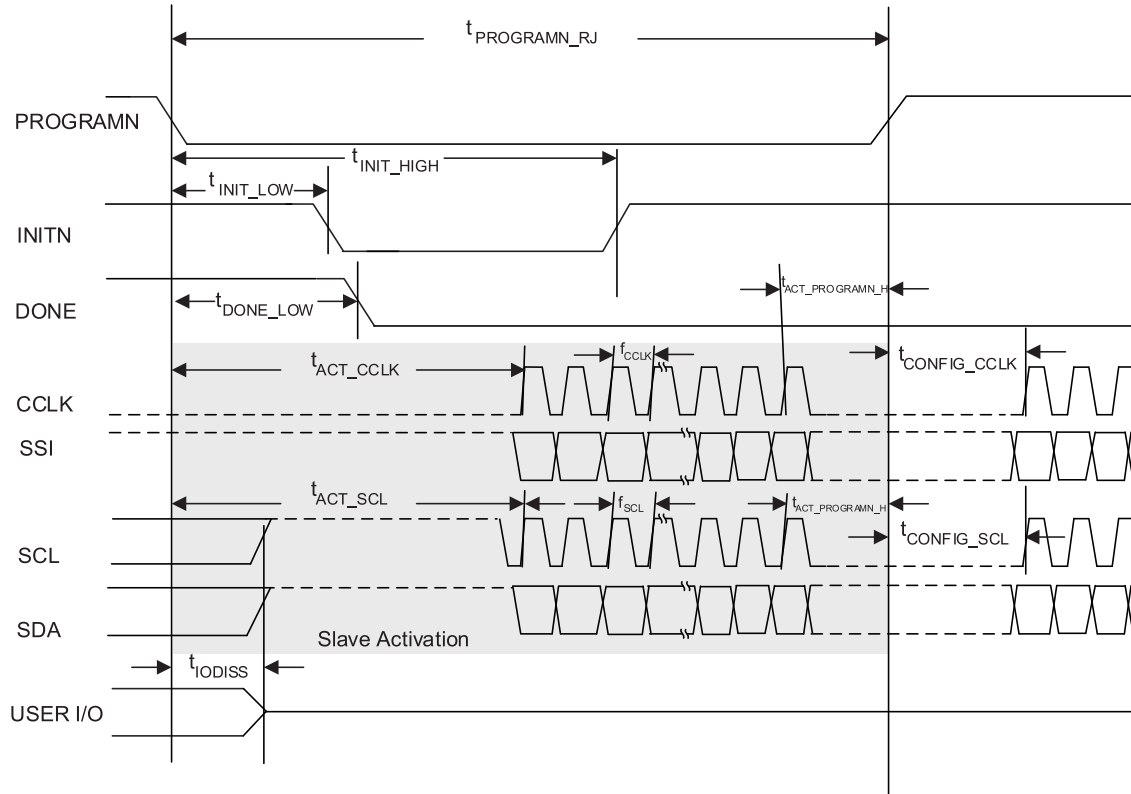 tPROGRAMN_RJ
PROGRAMN
tINIT_HIGH
tINIT_LOW
INITN
tACT_PROGRAMN_H
DONE
tDONE_LOW
fCCLK
tACT_CCLK
tCONFIG_CCLK
CCLK
SSI
tACT_SCL
fSCL
tACT_PROGRAMN_H
tCONFIG_SCL
SCL
SDA
Slave Activation
tIODISS
USER I/O